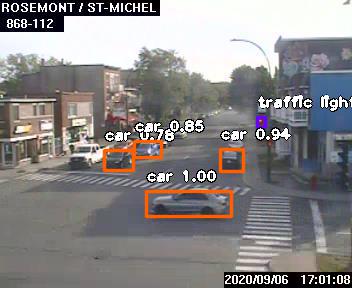 ROSEMONT / ST-MICHEL
868-112
traffic light
car 0.78
car 0.85
car 0.94
car 1.00
2020/09/06 17:01:08